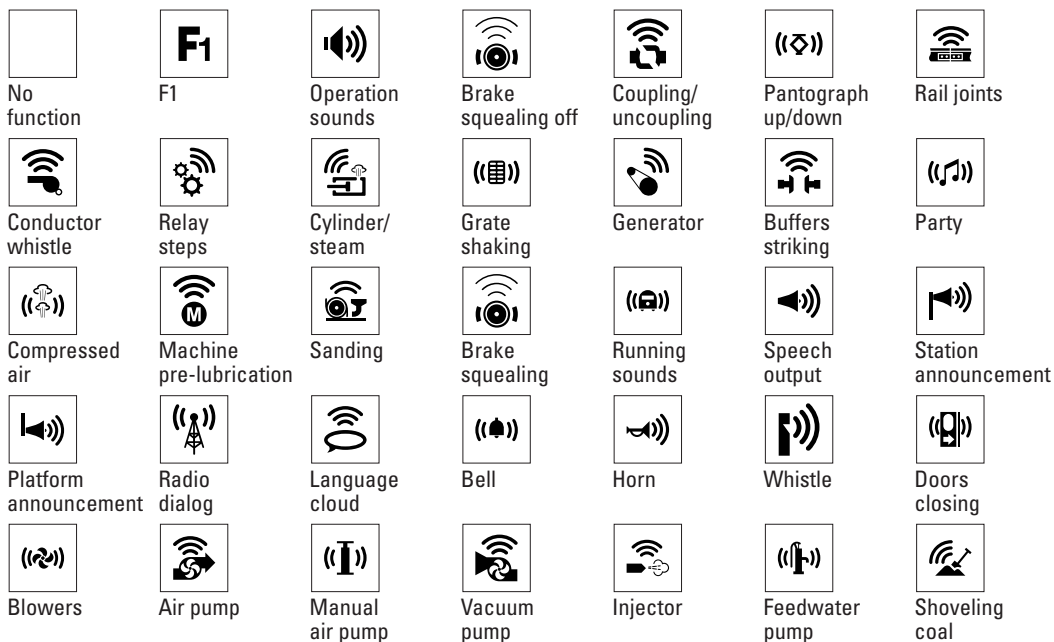 F1
No
function
F1
Operation
sounds
Brake
squealing off
Coupling/
uncoupling
Pantograph
up/down
Rail joints
Conductor
whistle
Relay
steps
Cylinder/
steam
Grate
shaking
Generator
Buffers
striking
Party
M
Compressed
air
Machine
pre-lubrication
Sanding
Brake
squealing
Running
sounds
Speech
output
Station
announcement
Platform
announcement
Radio
dialog
Language
cloud
Bell
Horn
Whistle
Doors
closing
Blowers
Air pump
Manual
air pump
Vacuum
pump
Injector
Feedwater
pump
Shoveling
coal